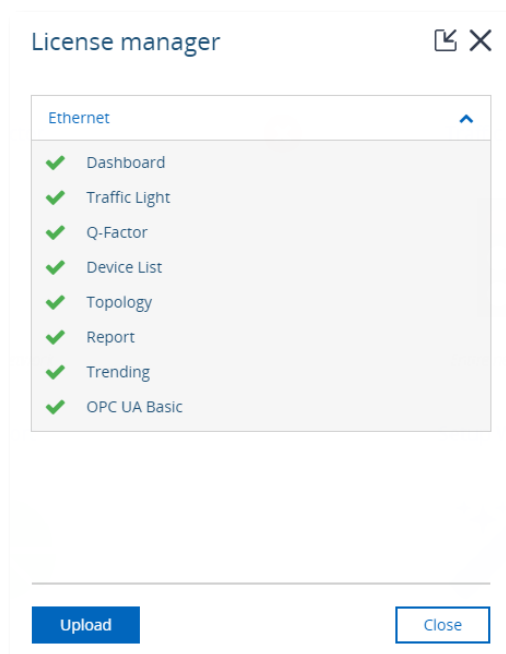 License manager
Ethernet
Dashboard
Traffic Light
Q-Factor
Device List
Topology
Report
Trending
OPC UA Basic
Upload
Close